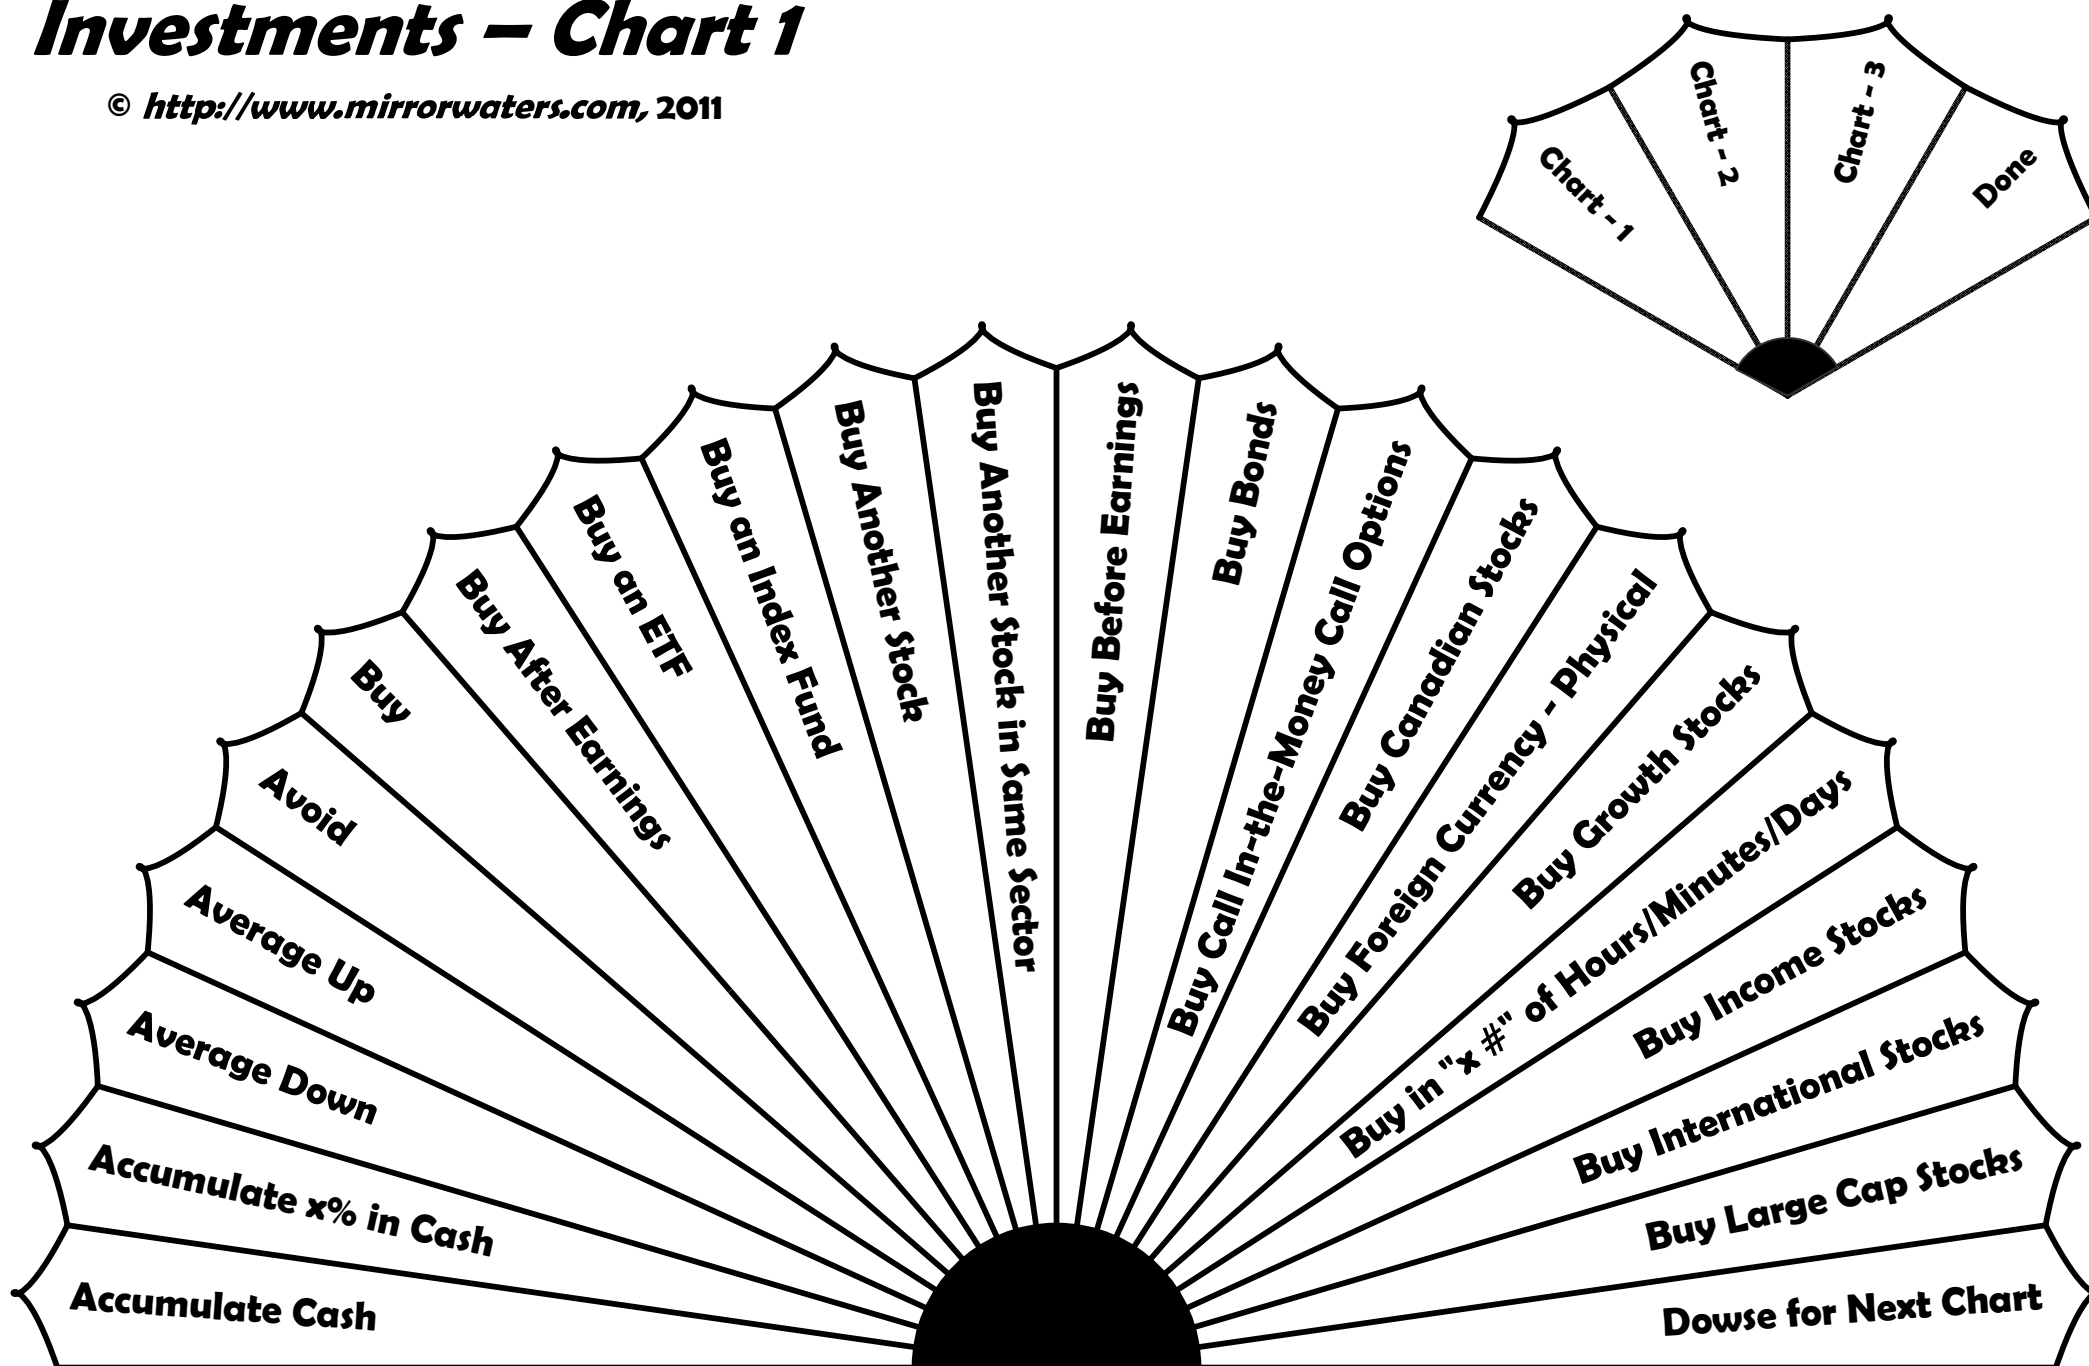 Investments – Chart 1
© http://www.mirrorwaters.com, 2011
Chart - 1
Chart - 2
Chart - 3
Done
Accumulate Cash
Accumulate x% in Cash
Average Down
Average Up
Avoid
Buy
Buy After Earnings
Buy an ETF
Buy an Index Fund
Buy Another Stock
Buy Another Stock in Same Sector
Buy Before Earnings
Buy Bonds
Buy Call In-the-Money Call Options
Buy Canadian Stocks
Buy Foreign Currency - Physical
Buy Growth Stocks
Buy in "x #" of Hours/Minutes/Days
Buy Income Stocks
Buy International Stocks
Buy Large Cap Stocks
Dowse for Next Chart